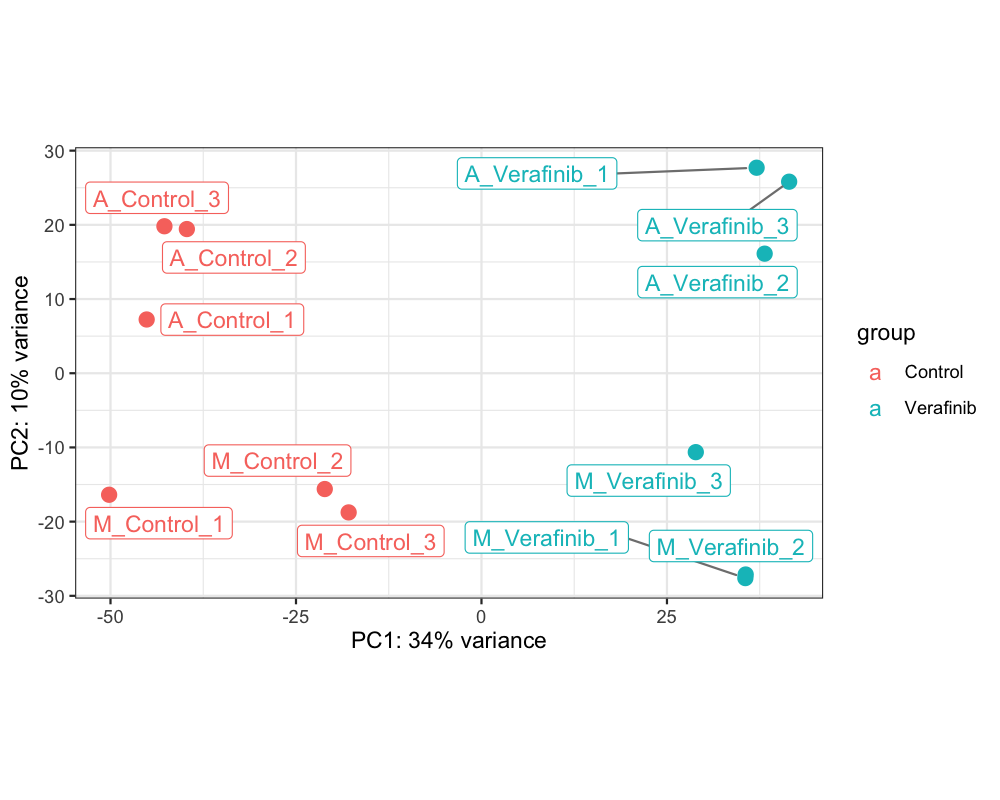 30
20
10
0
-10
-20
-30
PC2: 10% variance
A_Verafinib_1
A_Control_3
A_Verafinib_3
A_Control_2
A_Verafinib_2
A_Control_1
M_Control_2
M_Verafinib_3
M_Control_1
M_Verafinib_1
M_Control_3
M_Verafinib_2
-50
-25
0
25
PC1: 34% variance
group
a Control
a Verafinib